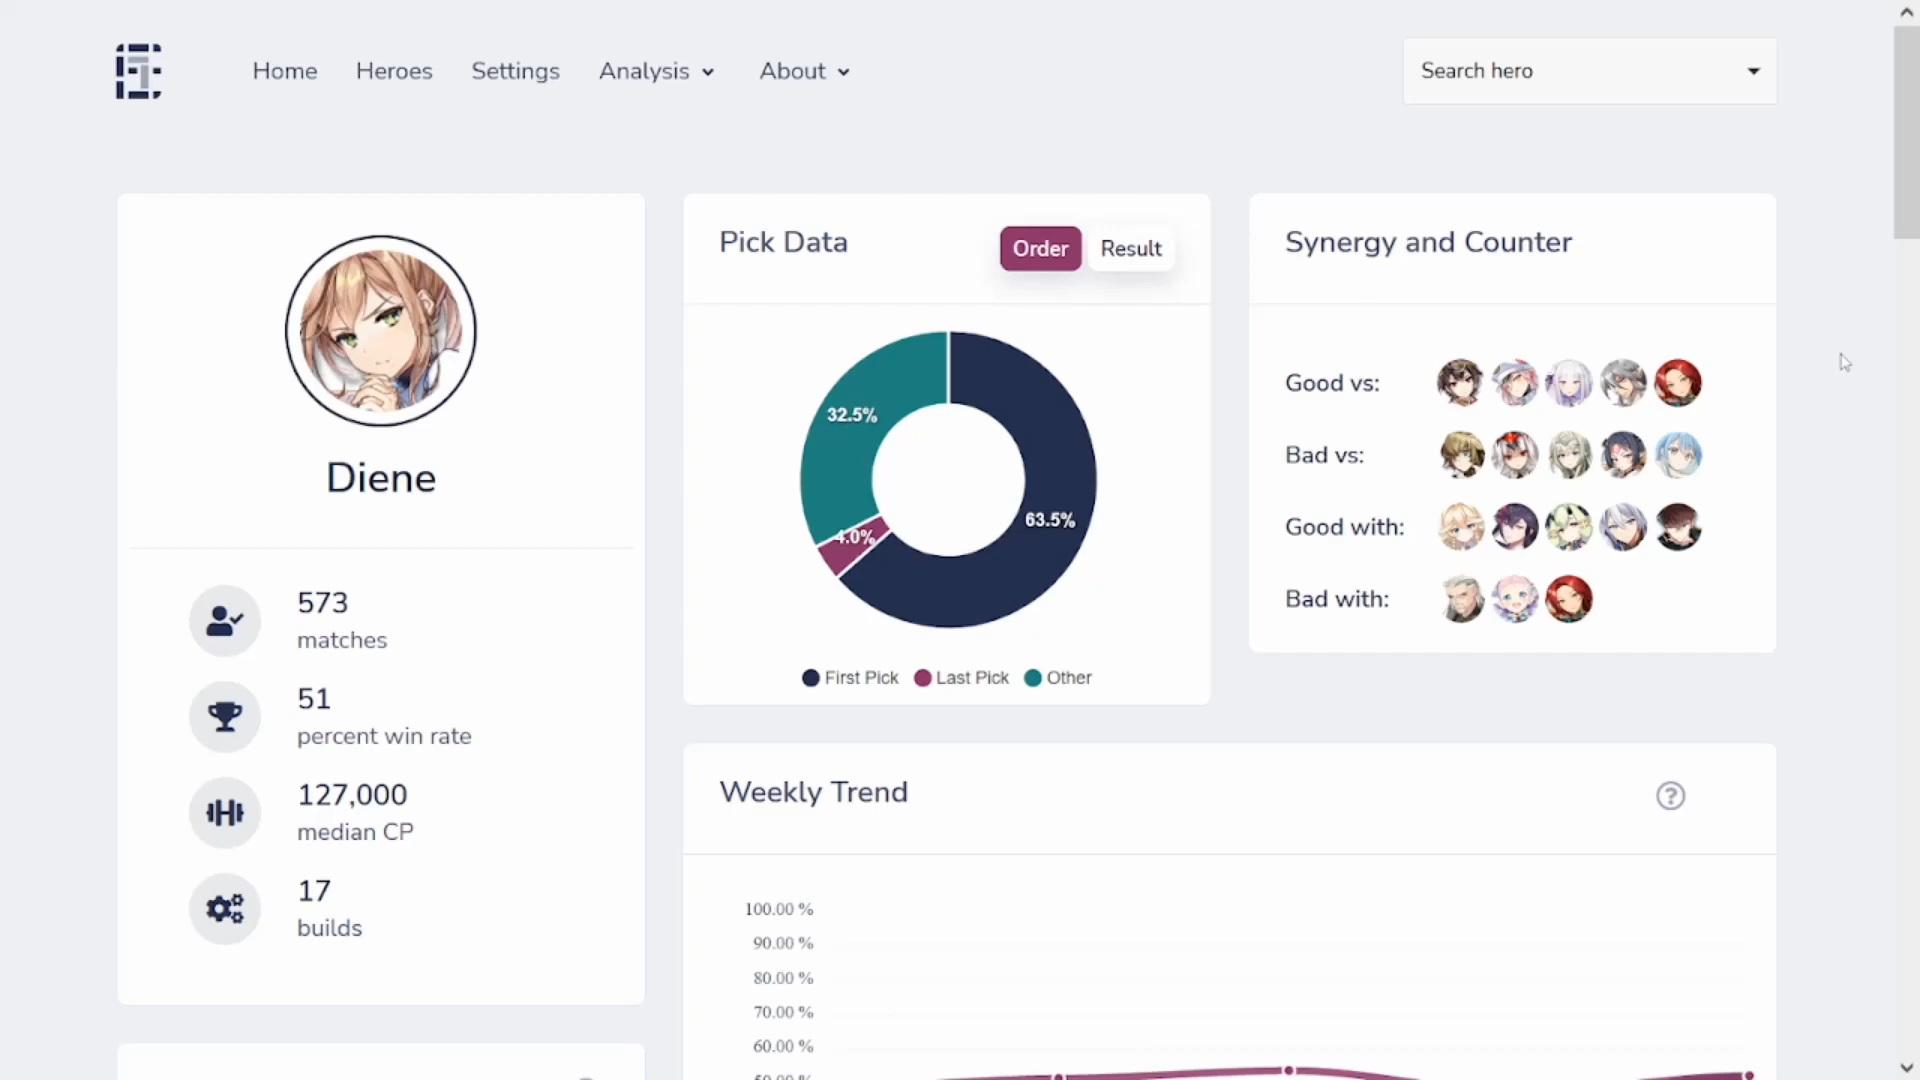 Home Heroes Settings Analysis About
Search hero
Diene
573
matches
51
percent win rate
127,000
median CP
17
builds
Pick Data
Order Result
32.5%
4.0%
63.5%
First Pick Last Pick Other
Synergy and Counter
Good vs:
Bad vs:
Good with:
Bad with:
Weekly Trend
?
100.00 %
90.00 %
80.00 %
70.00 %
60.00 %